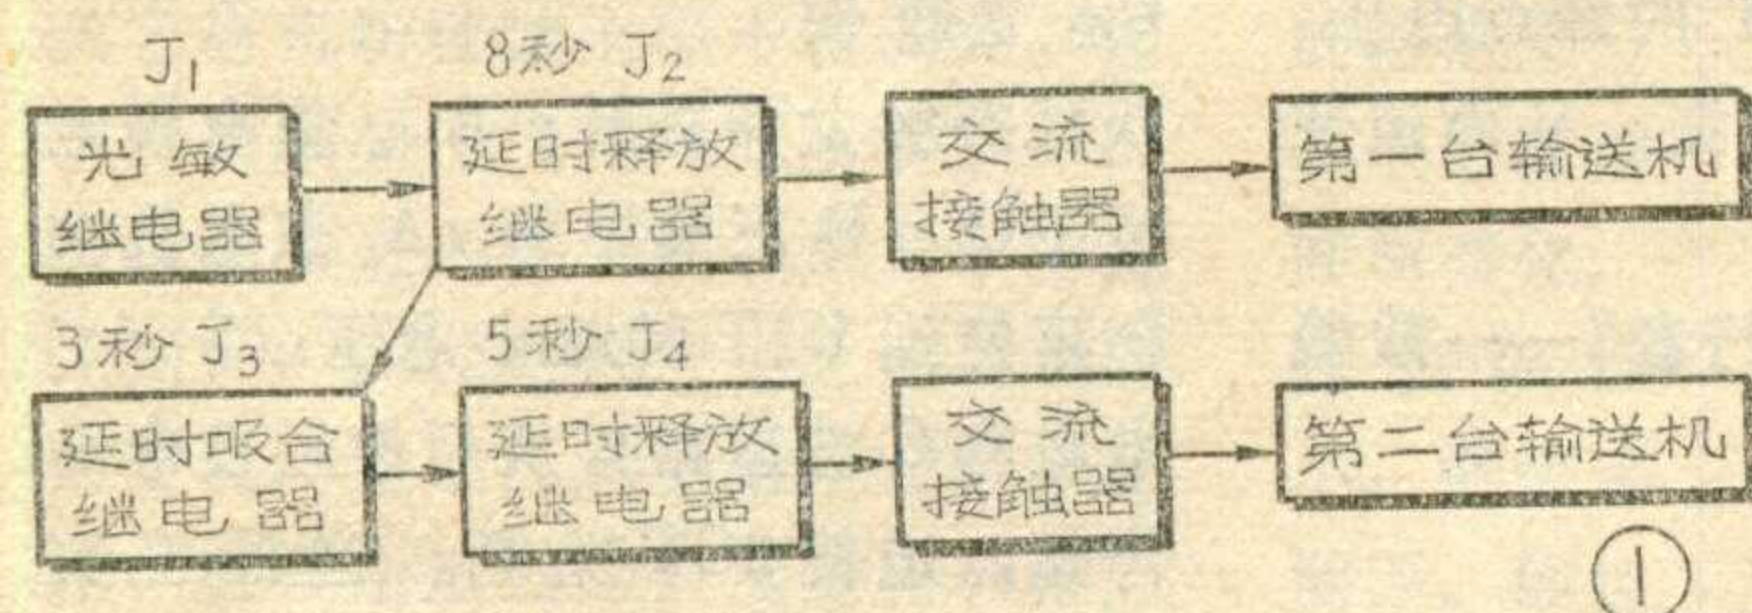 J₁
光敏
继电器
8秒 J₂
延时释放
继电器
交流
接触器
第一台输送机
3秒 J₃
延时吸合
继电器
5秒 J₄
延时释放
继电器
交流
接触器
第二台输送机
①